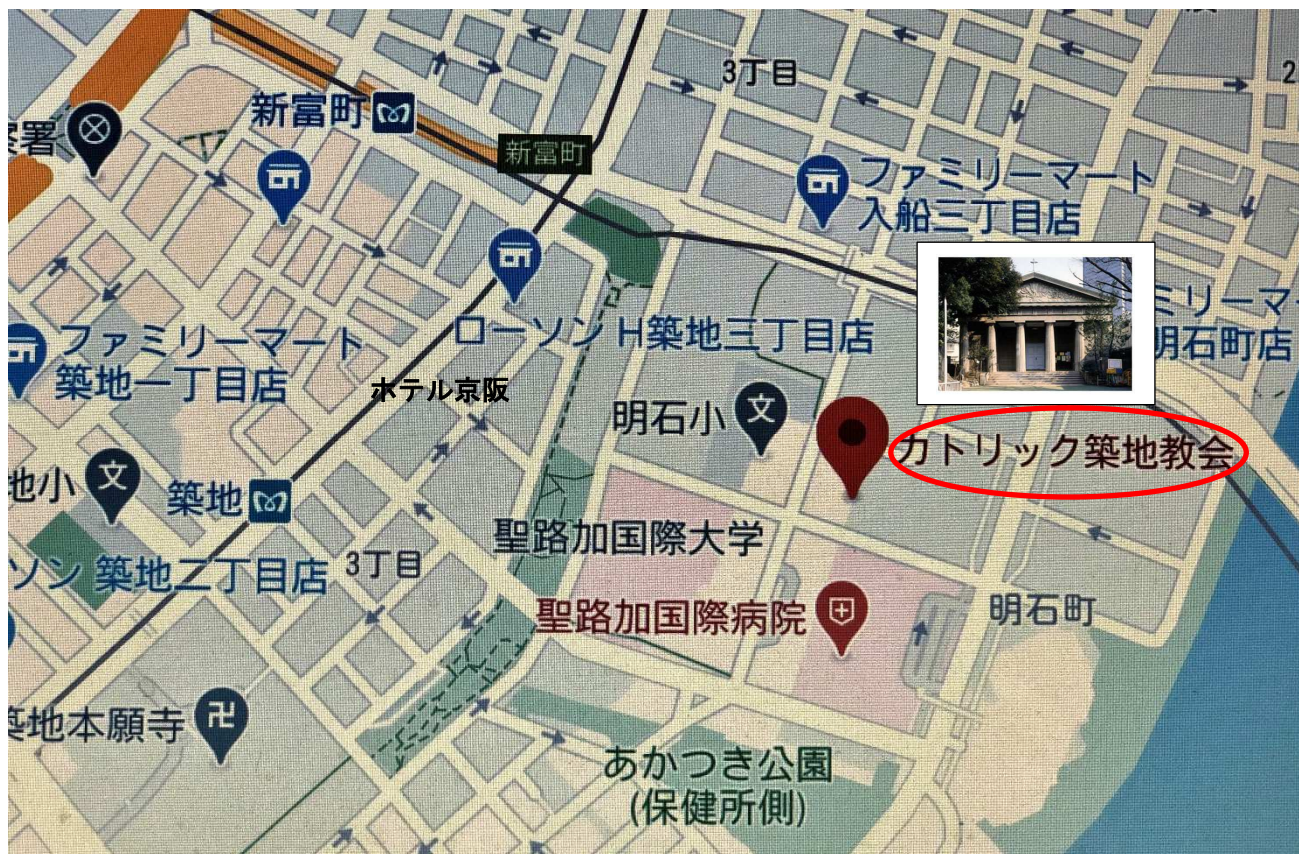 3丁目
2
新富町
新富町
署
ファミリーマート
入船三丁目店
ミリーマ
明石町店
ファミリーマート
築地一丁目店
ローソン H築地三丁目店
ホテル京阪
明石小
文
カトリック築地教会
地小
文
築地
聖路加国際大学
ソン 築地二丁目店
3丁目
聖路加国際病院
明石町
築地本願寺
卍
あかつき公園
(保健所側)